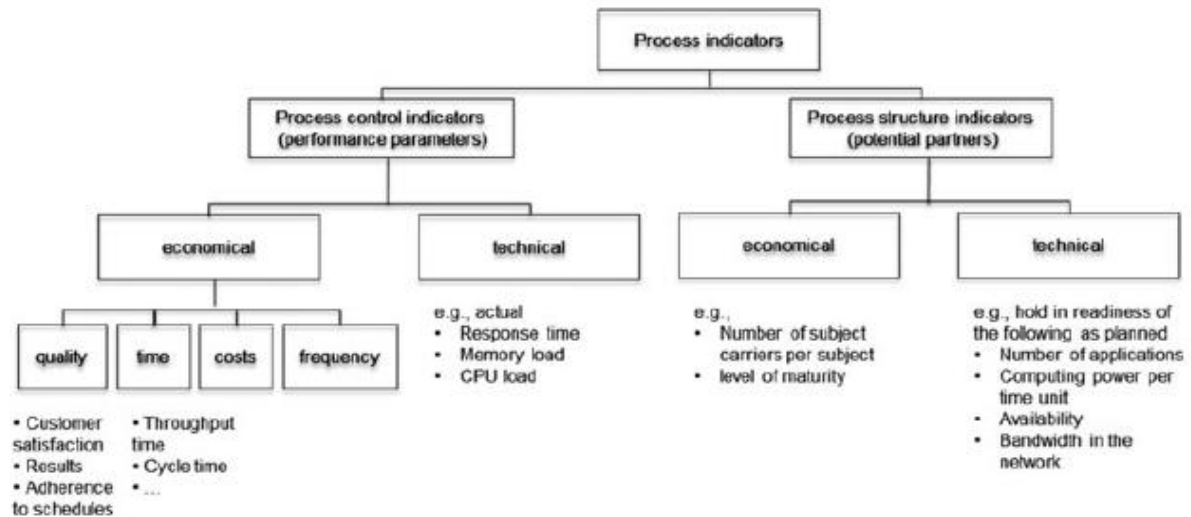 Process indicators
Process control indicators
(performance parameters)
Process structure indicators
(potential partners)
economical
technical
economical
technical
quality
time
costs
frequency
• Customer
satisfaction
• Results
• Adherence
to schedules
• Throughput
time
• Cycle time
• ...
e.g., actual
• Response time
• Memory load
• CPU load
e.g.,
• Number of subject
carriers per subject
• level of maturity
e.g., hold in readiness of
the following as planned
• Number of applications
• Computing power per
time unit
• Availability
• Bandwidth in the
network